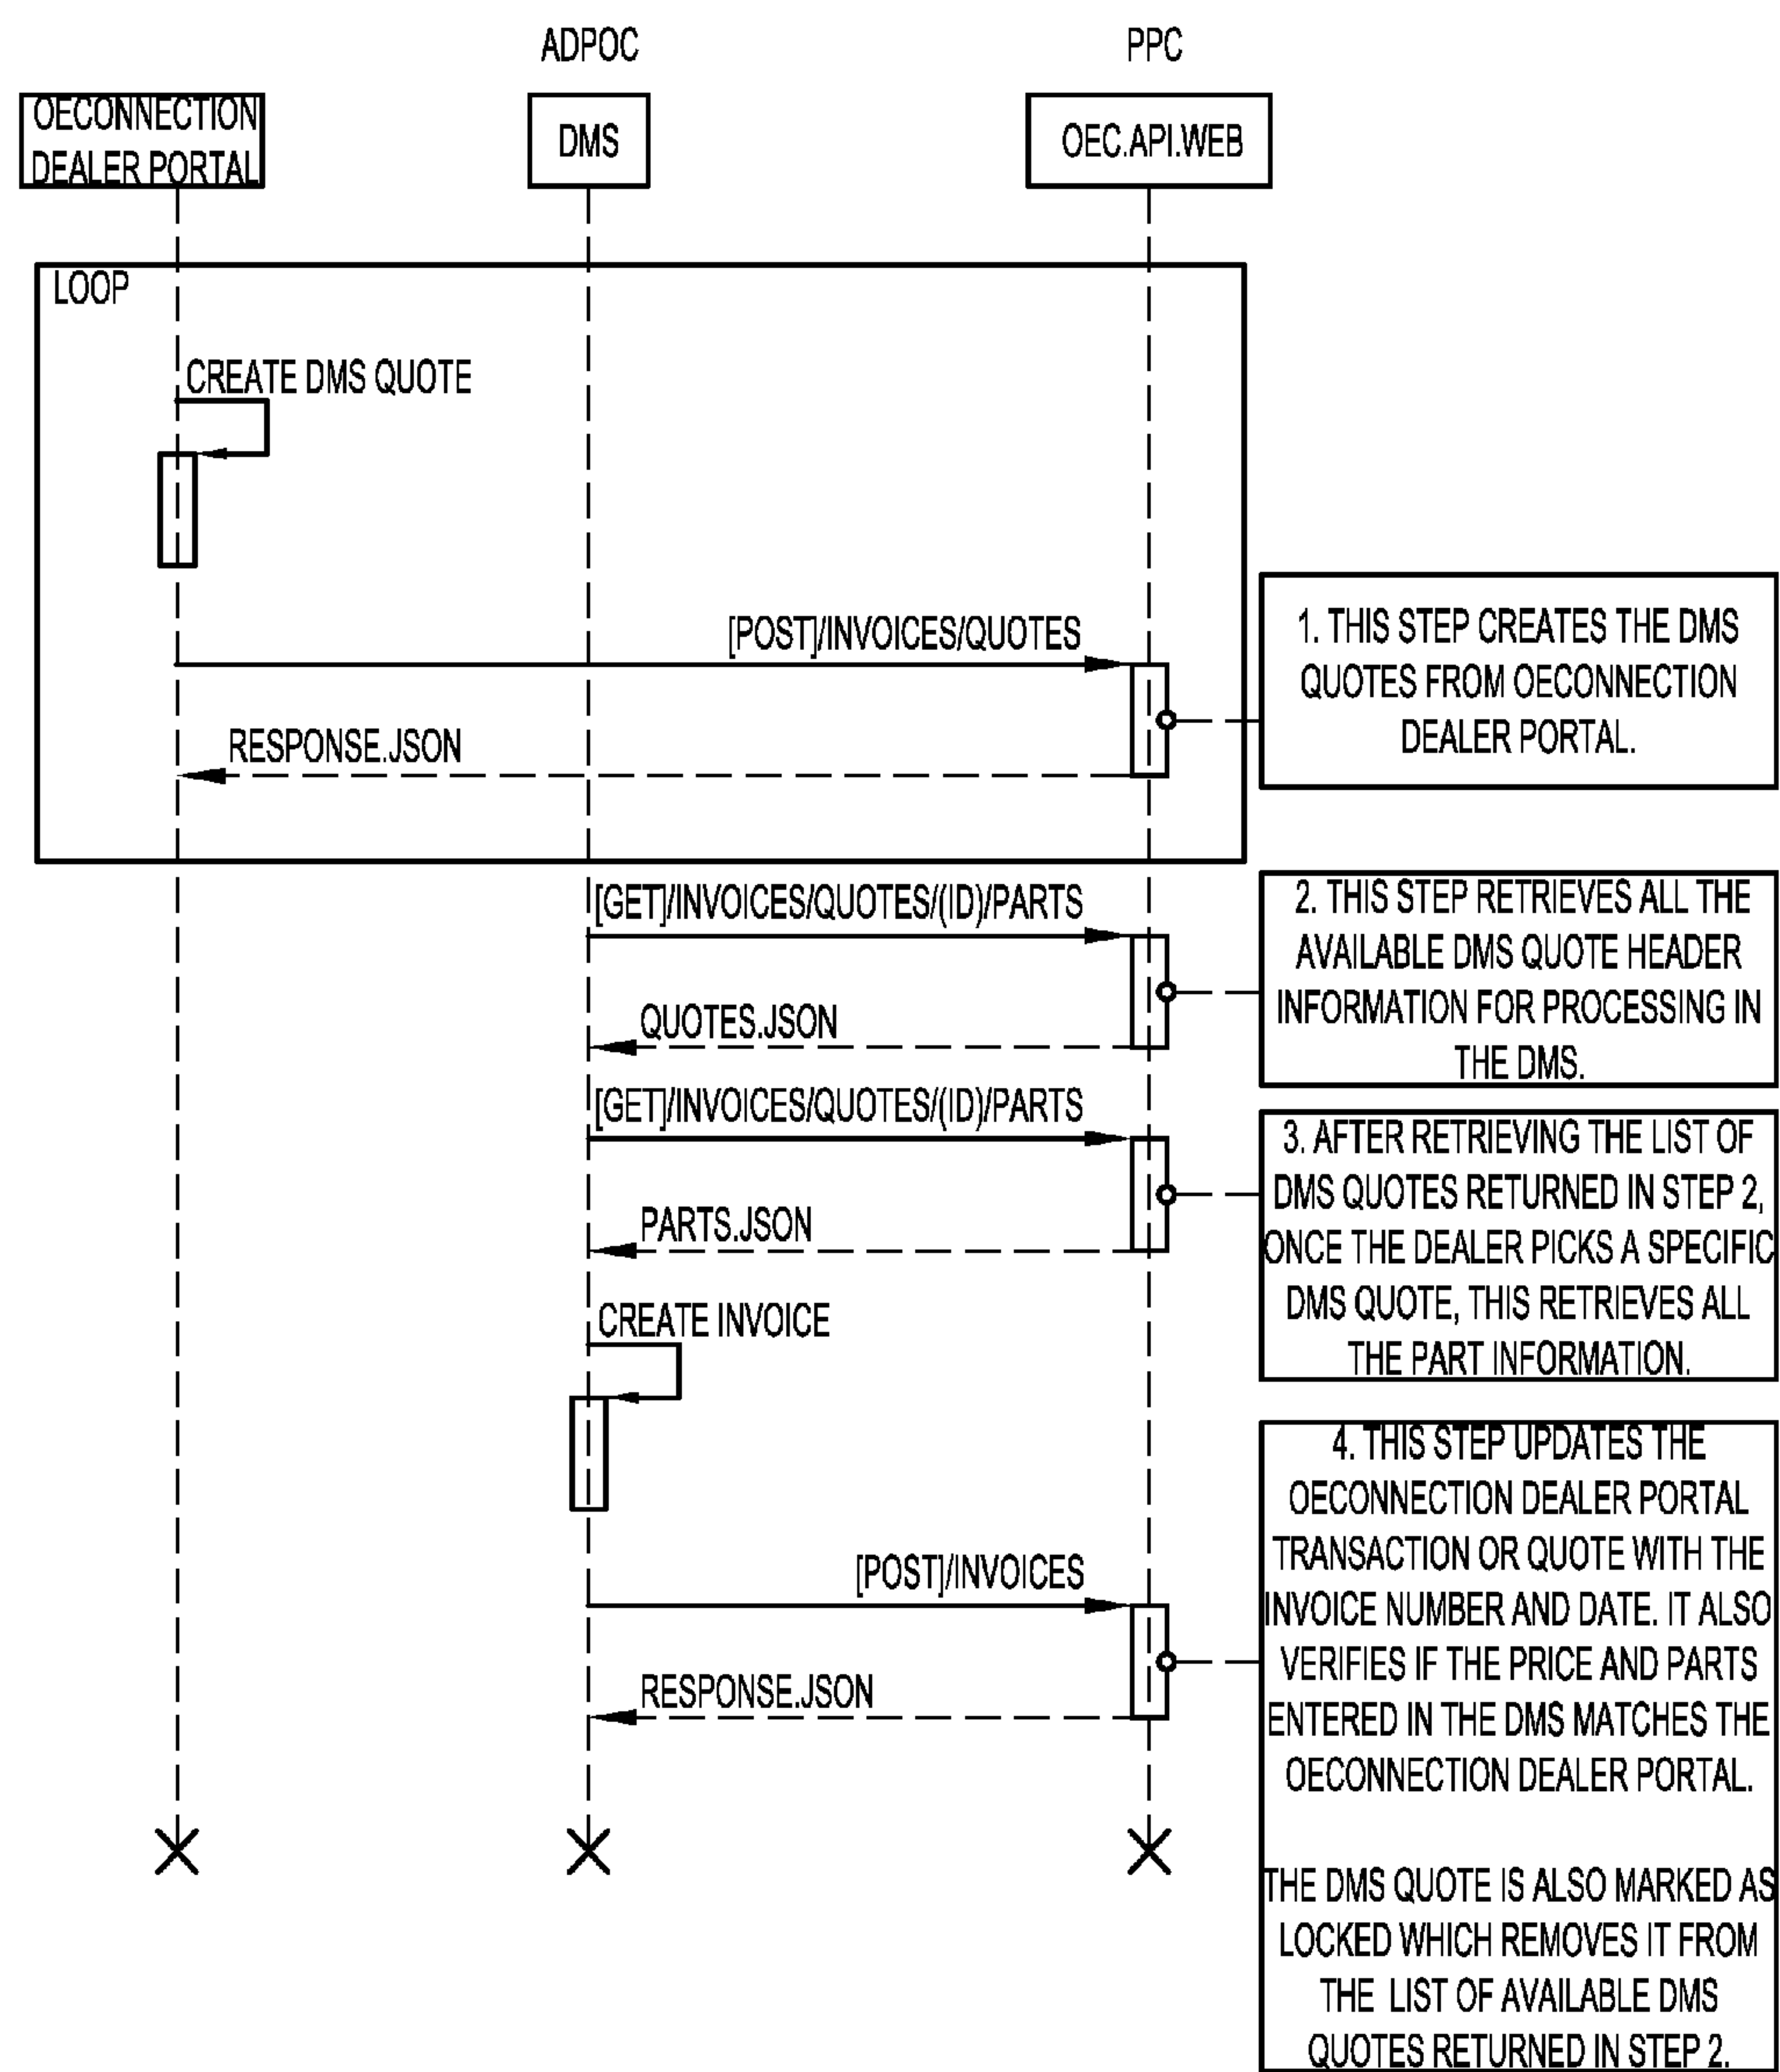 ADPOC
PPC
OECONNECTION
DEALER PORTAL
DMS
OEC.API.WEB
LOOP
CREATE DMS QUOTE
[POST]/INVOICES/QUOTES
RESPONSE.JSON
1. THIS STEP CREATES THE DMS
QUOTES FROM OECONNECTION
DEALER PORTAL.
[GET]/INVOICES/QUOTES/(ID)/PARTS
QUOTES.JSON
2. THIS STEP RETRIEVES ALL THE
AVAILABLE DMS QUOTE HEADER
INFORMATION FOR PROCESSING IN
THE DMS.
[GET]/INVOICES/QUOTES/(ID)/PARTS
PARTS.JSON
3. AFTER RETRIEVING THE LIST OF
DMS QUOTES RETURNED IN STEP 2,
ONCE THE DEALER PICKS A SPECIFIC
DMS QUOTE, THIS RETRIEVES ALL
THE PART INFORMATION.
CREATE INVOICE
[POST]/INVOICES
RESPONSE.JSON
4. THIS STEP UPDATES THE
OECONNECTION DEALER PORTAL
TRANSACTION OR QUOTE WITH THE
INVOICE NUMBER AND DATE. IT ALSO
VERIFIES IF THE PRICE AND PARTS
ENTERED IN THE DMS MATCHES THE
OECONNECTION DEALER PORTAL.
THE DMS QUOTE IS ALSO MARKED AS
LOCKED WHICH REMOVES IT FROM
THE LIST OF AVAILABLE DMS
QUOTES RETURNED IN STEP 2.